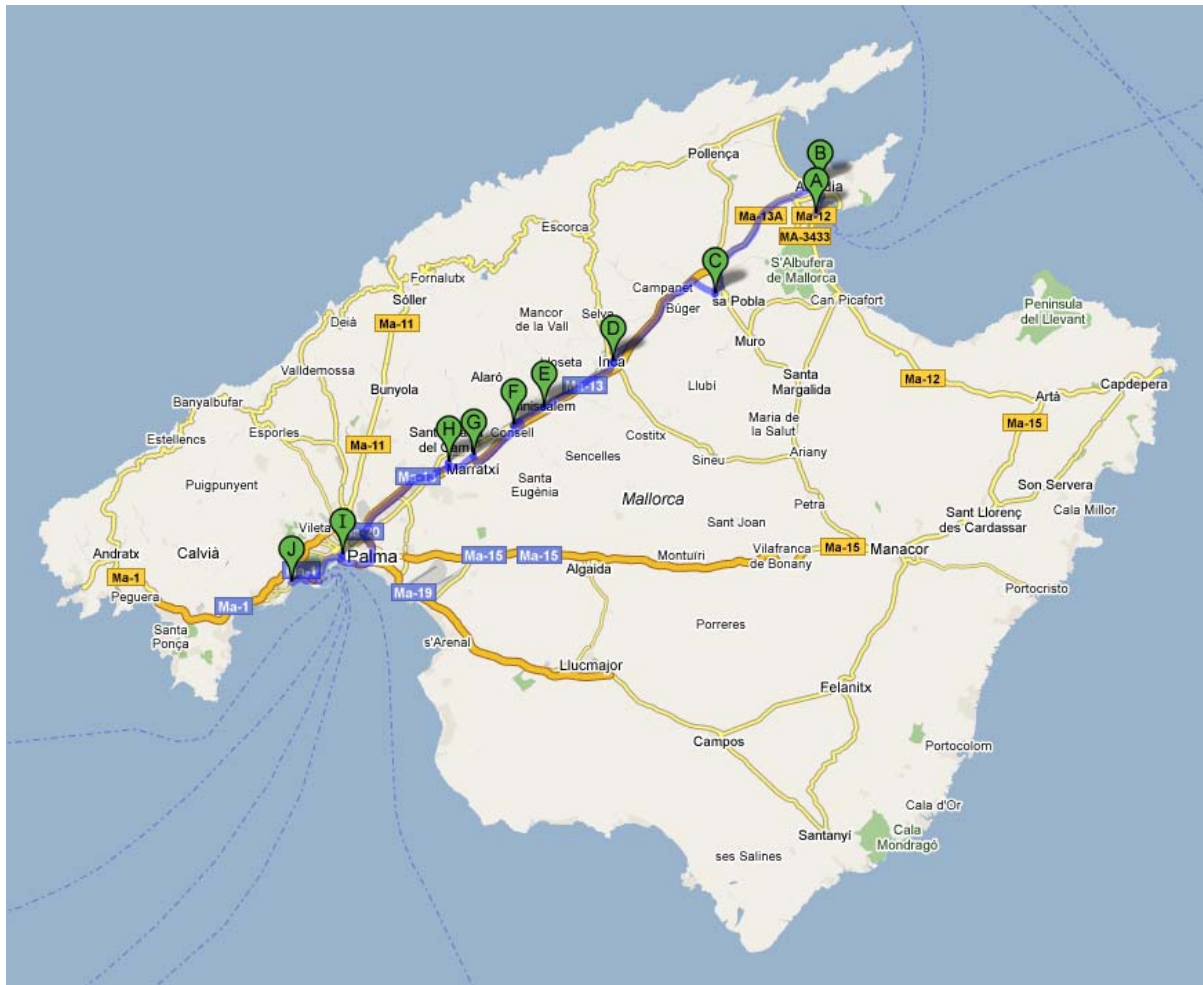 Pollença
B
A
Ma-13A
Ma-12
MA-3433
Escorca
S'Albufera
de Mallorca
Fornalutx
C
Campanet
sa Pobla
Can Picafort
Sóller
Búger
Península
del Llevant
Deià
Ma-11
Mancor
de la Vall
Selva
D
Muro
Valldemossa
Inca
Alaró
E
Ma-13
Bunyola
Llubí
Santa
Margalida
Ma-12
Capdepera
Banyalbufar
F
Artà
Estellencs
Esporles
Ma-11
H
G
Consell
Costitx
Maria de
la Salut
Ma-15
del Camí
Marratxí
Sencelles
Sineu
Ariany
Ma-13
Puigpunyent
Santa
Eugènia
Mallorca
Petra
Son Servera
Cala Millor
Sant Llorenç
des Cardassar
Vileta
I
Sant Joan
Andratx
Calvià
J
Palma
Ma-15
Ma-15
Algaida
Montuïri
Vilafranca
de Bonany
Ma-15
Manacor
Ma-1
Peguera
Ma-1
Ma-19
Portocristo
Santa
Ponça
s'Arenal
Porreres
Llucmajor
Felanitx
Campos
Portocolom
Cala d'Or
Santanyí
Cala
Mondragó
ses Salines